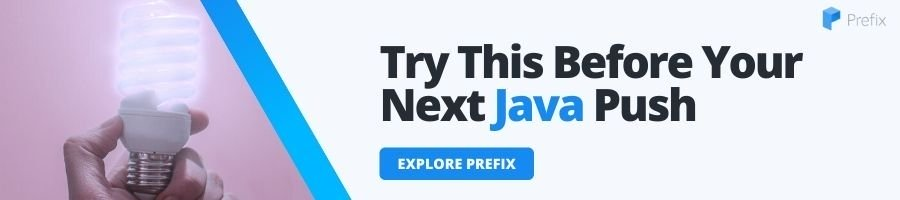 Prefix
Try This Before Your
Next Java Push
EXPLORE PREFIX